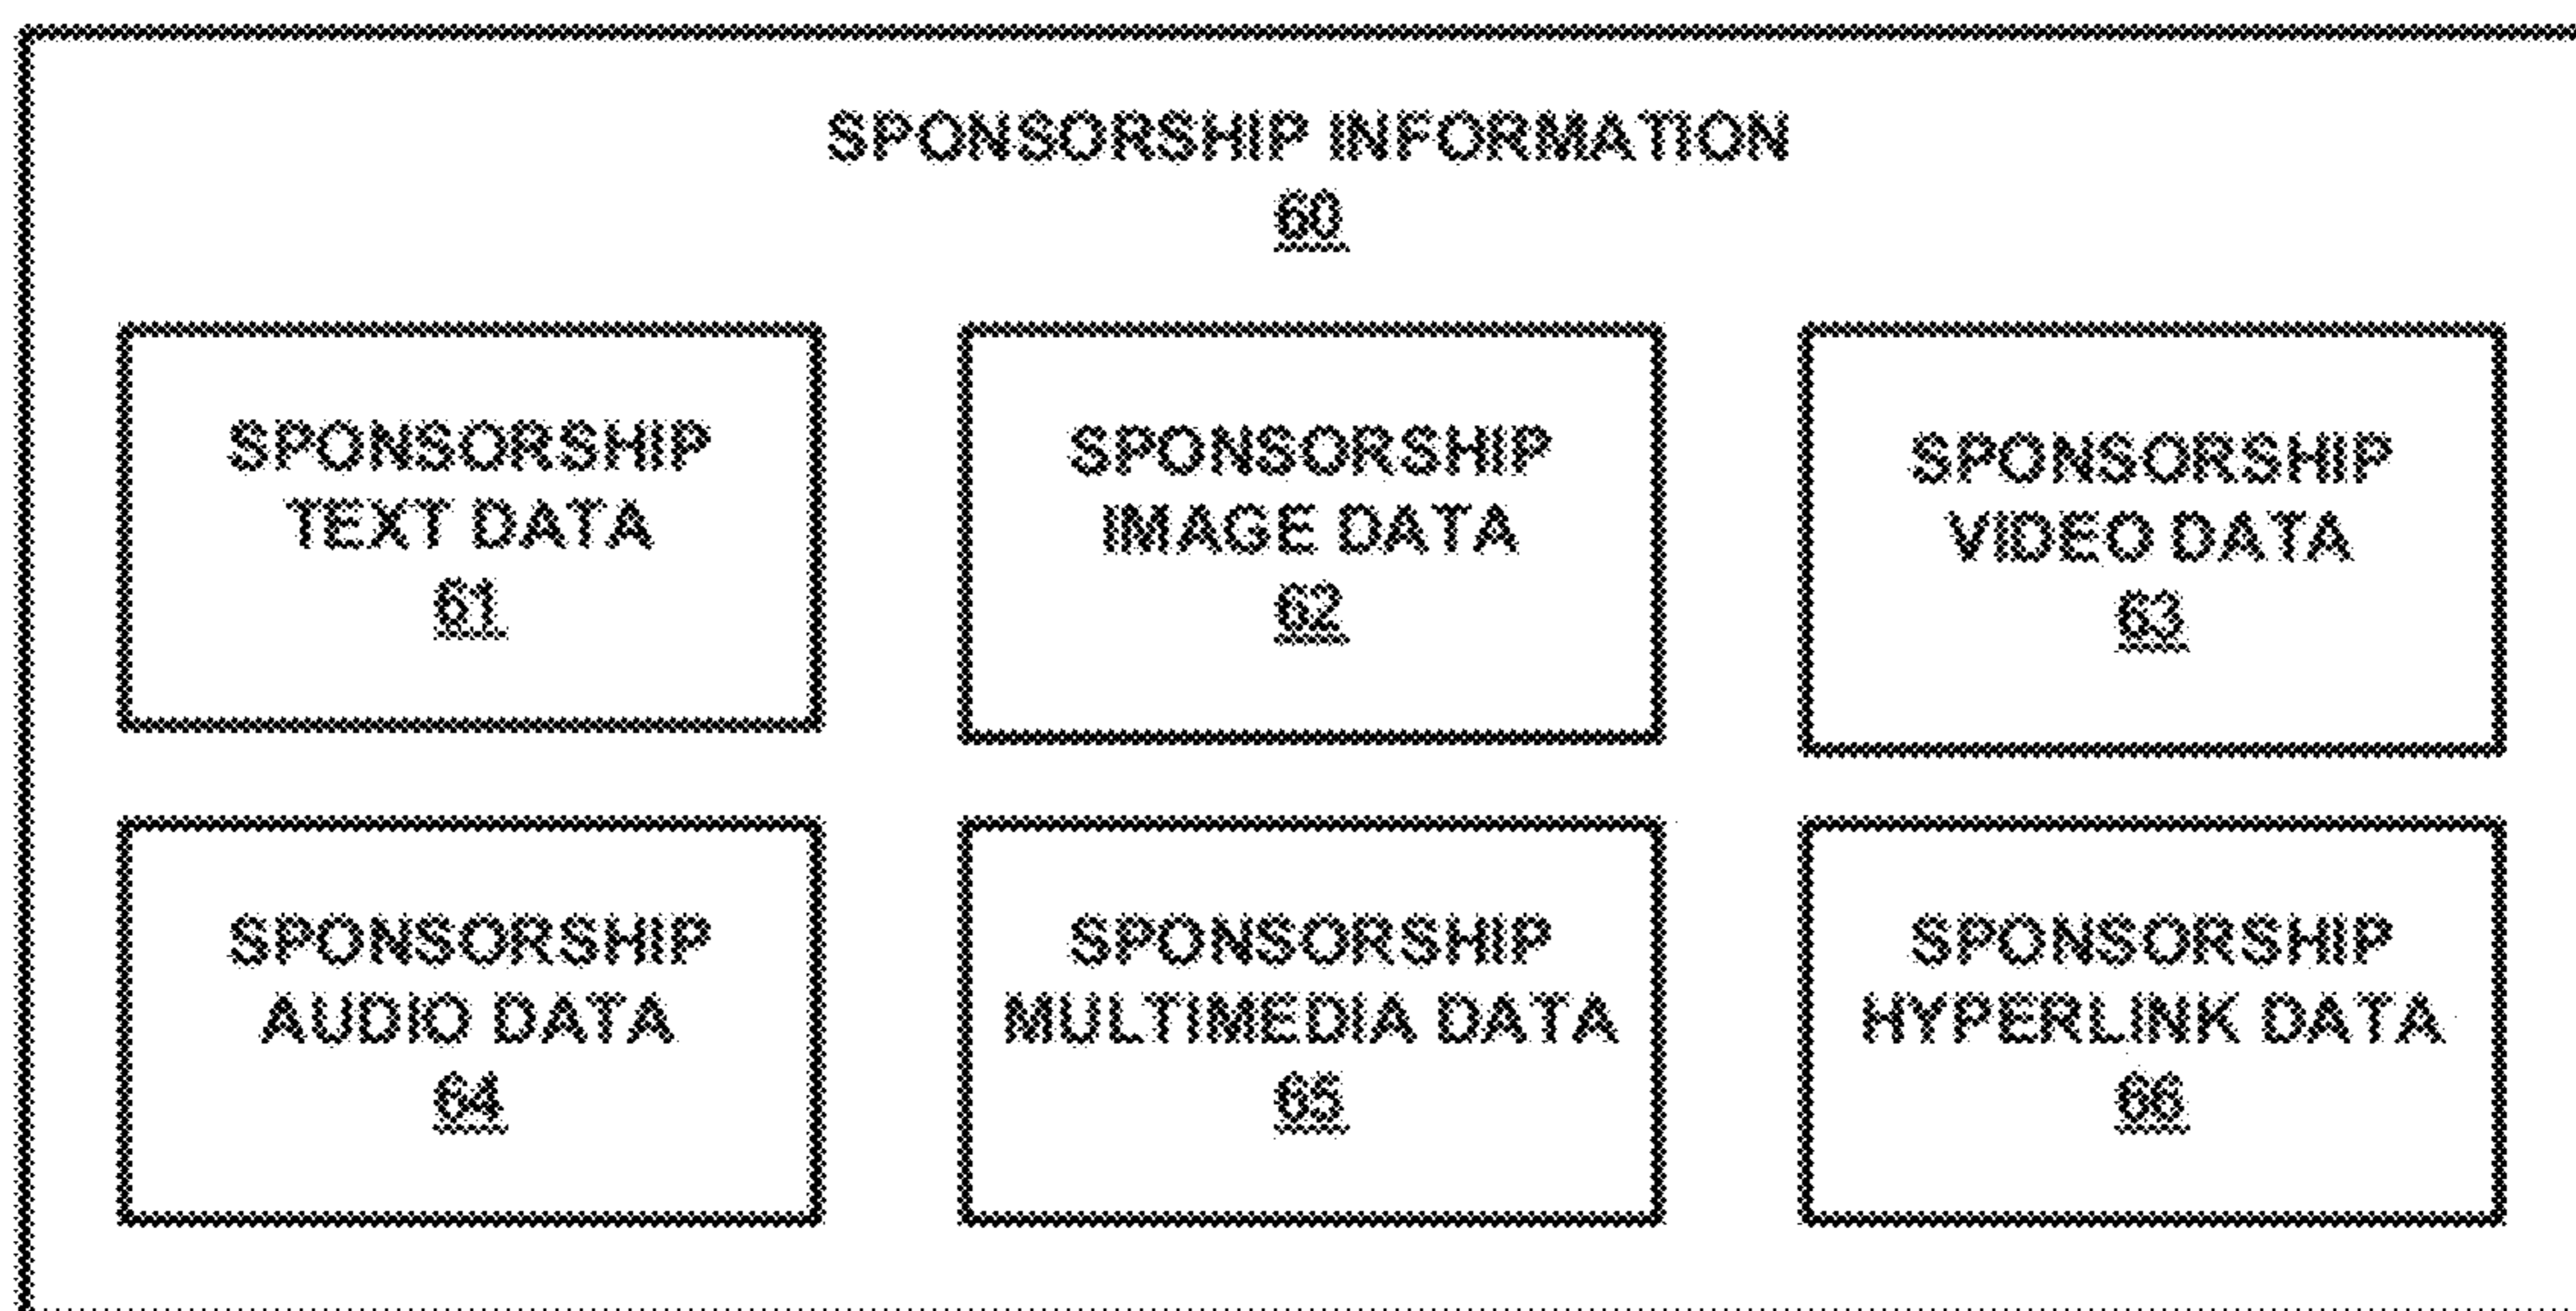 SPONSORSHIP INFORMATION
60
SPONSORSHIP
TEXT DATA
61
SPONSORSHIP
IMAGE DATA
62
SPONSORSHIP
VIDEO DATA
63
SPONSORSHIP
AUDIO DATA
64
SPONSORSHIP
MULTIMEDIA DATA
65
SPONSORSHIP
HYPERLINK DATA
66